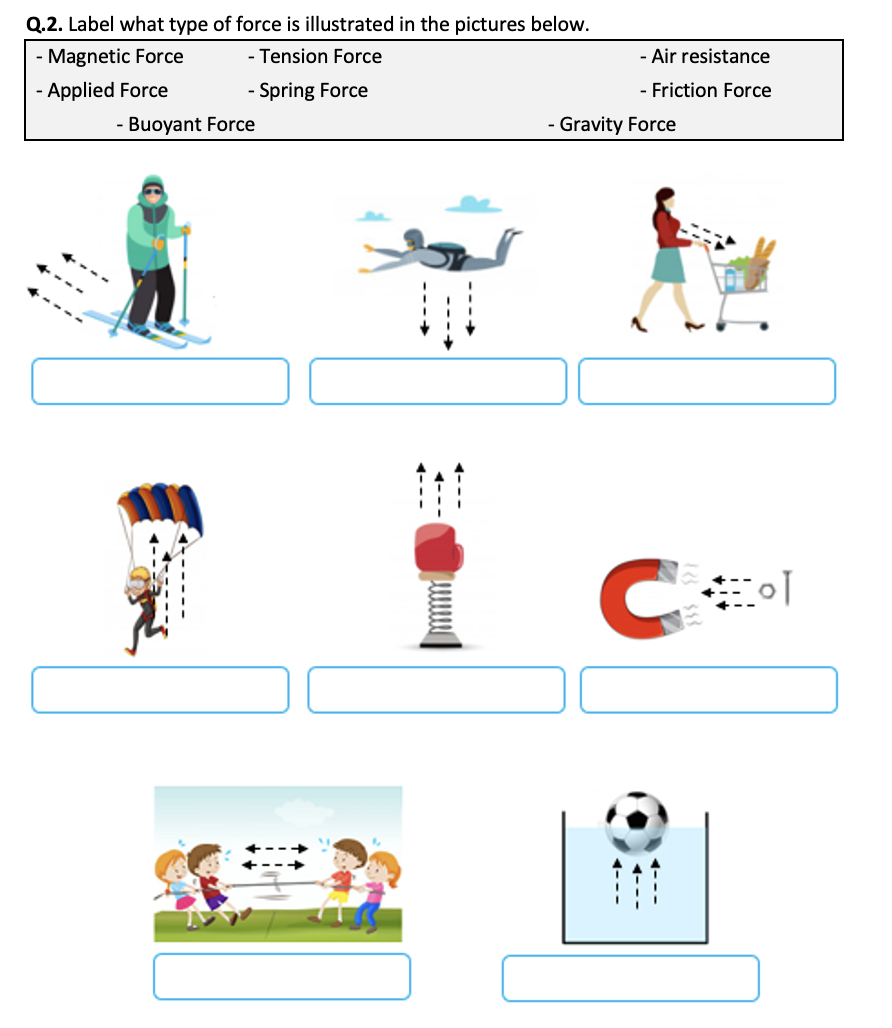 Q.2. Label what type of force is illustrated in the pictures below.
- Magnetic Force - Tension Force - Air resistance
- Applied Force - Spring Force - Friction Force
- Buoyant Force - Gravity Force